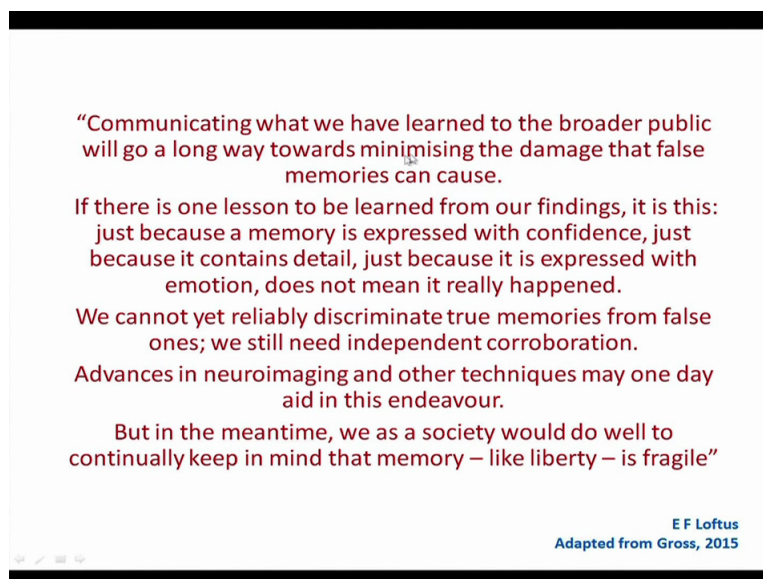 “Communicating what we have learned to the broader public
will go a long way towards minimising the damage that false
memories can cause.
If there is one lesson to be learned from our findings, it is this:
just because a memory is expressed with confidence, just
because it contains detail, just because it is expressed with
emotion, does not mean it really happened.
We cannot yet reliably discriminate true memories from false
ones; we still need independent corroboration.
Advances in neuroimaging and other techniques may one day
aid in this endeavour.
But in the meantime, we as a society would do well to
continually keep in mind that memory – like liberty – is fragile”
E F Loftus
Adapted from Gross, 2015